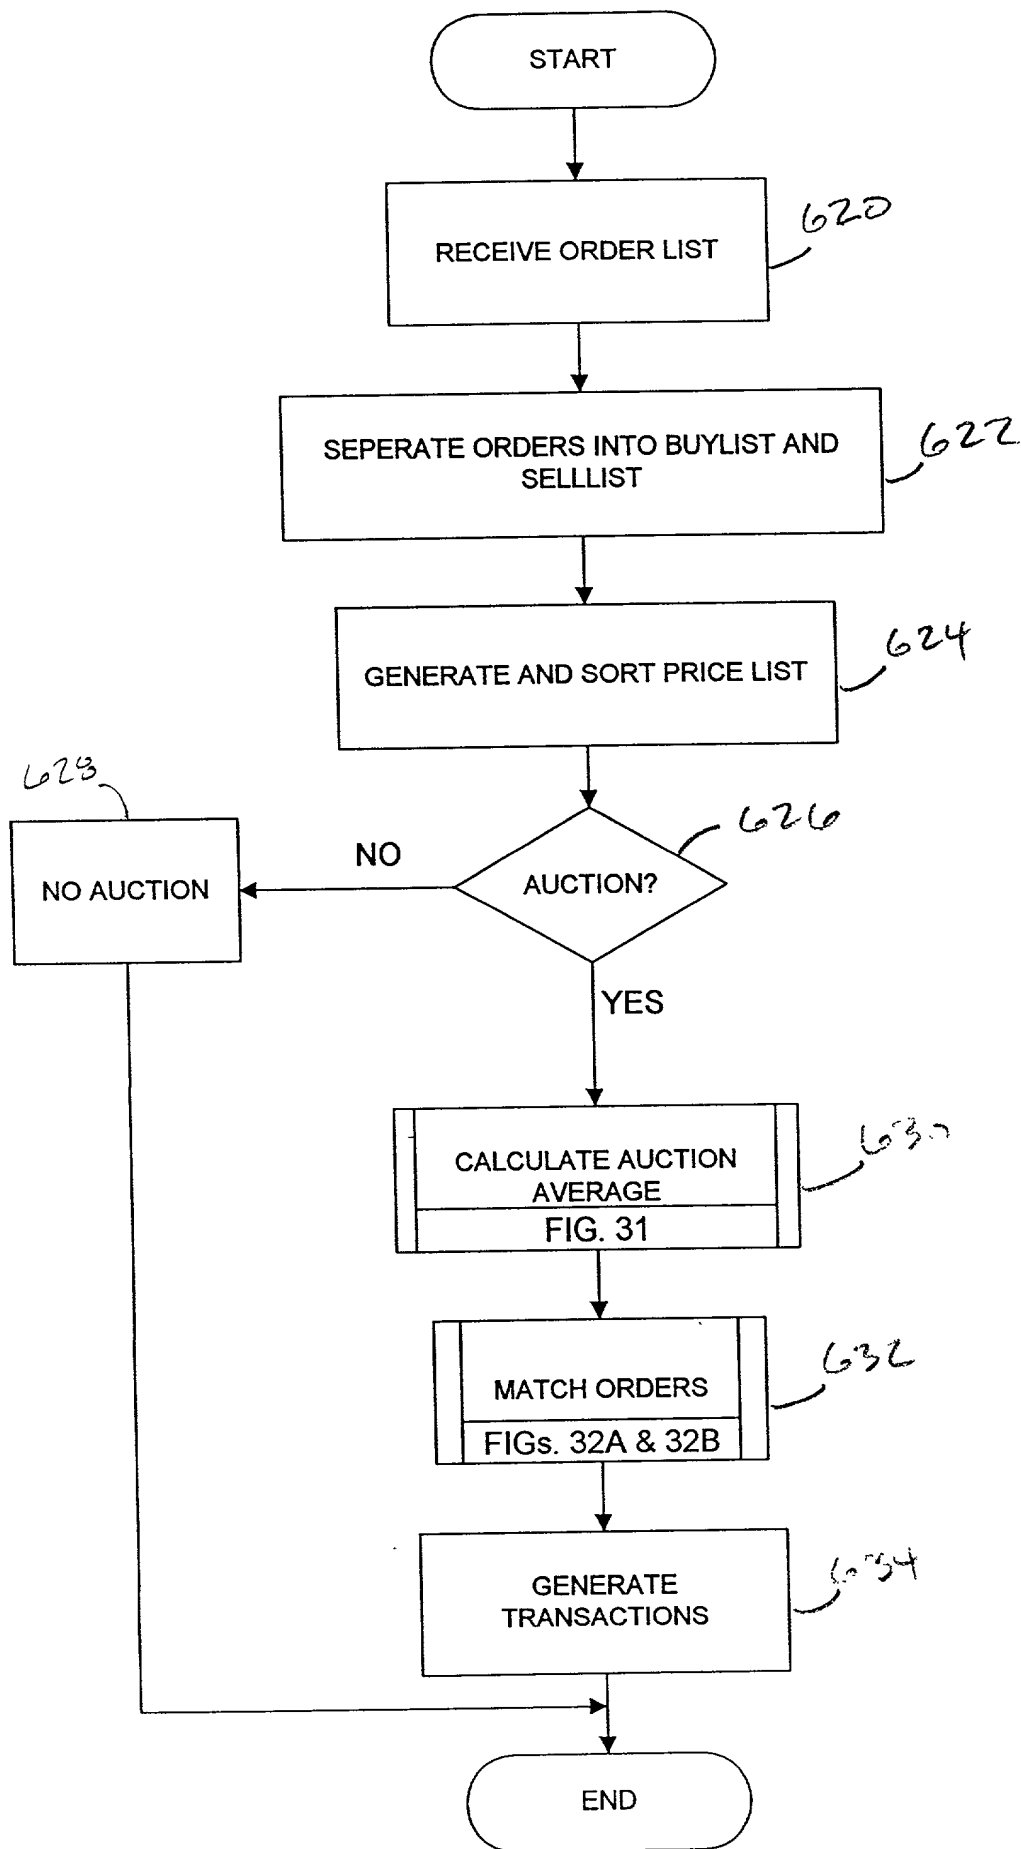 START
620
RECEIVE ORDER LIST
622
SEPERATE ORDERS INTO BUYLIST AND
SELLLIST
624
GENERATE AND SORT PRICE LIST
628
626
NO
AUCTION?
NO AUCTION
YES
630
CALCULATE AUCTION
AVERAGE
FIG. 31
632
MATCH ORDERS
FIGs. 32A & 32B
634
GENERATE
TRANSACTIONS
END